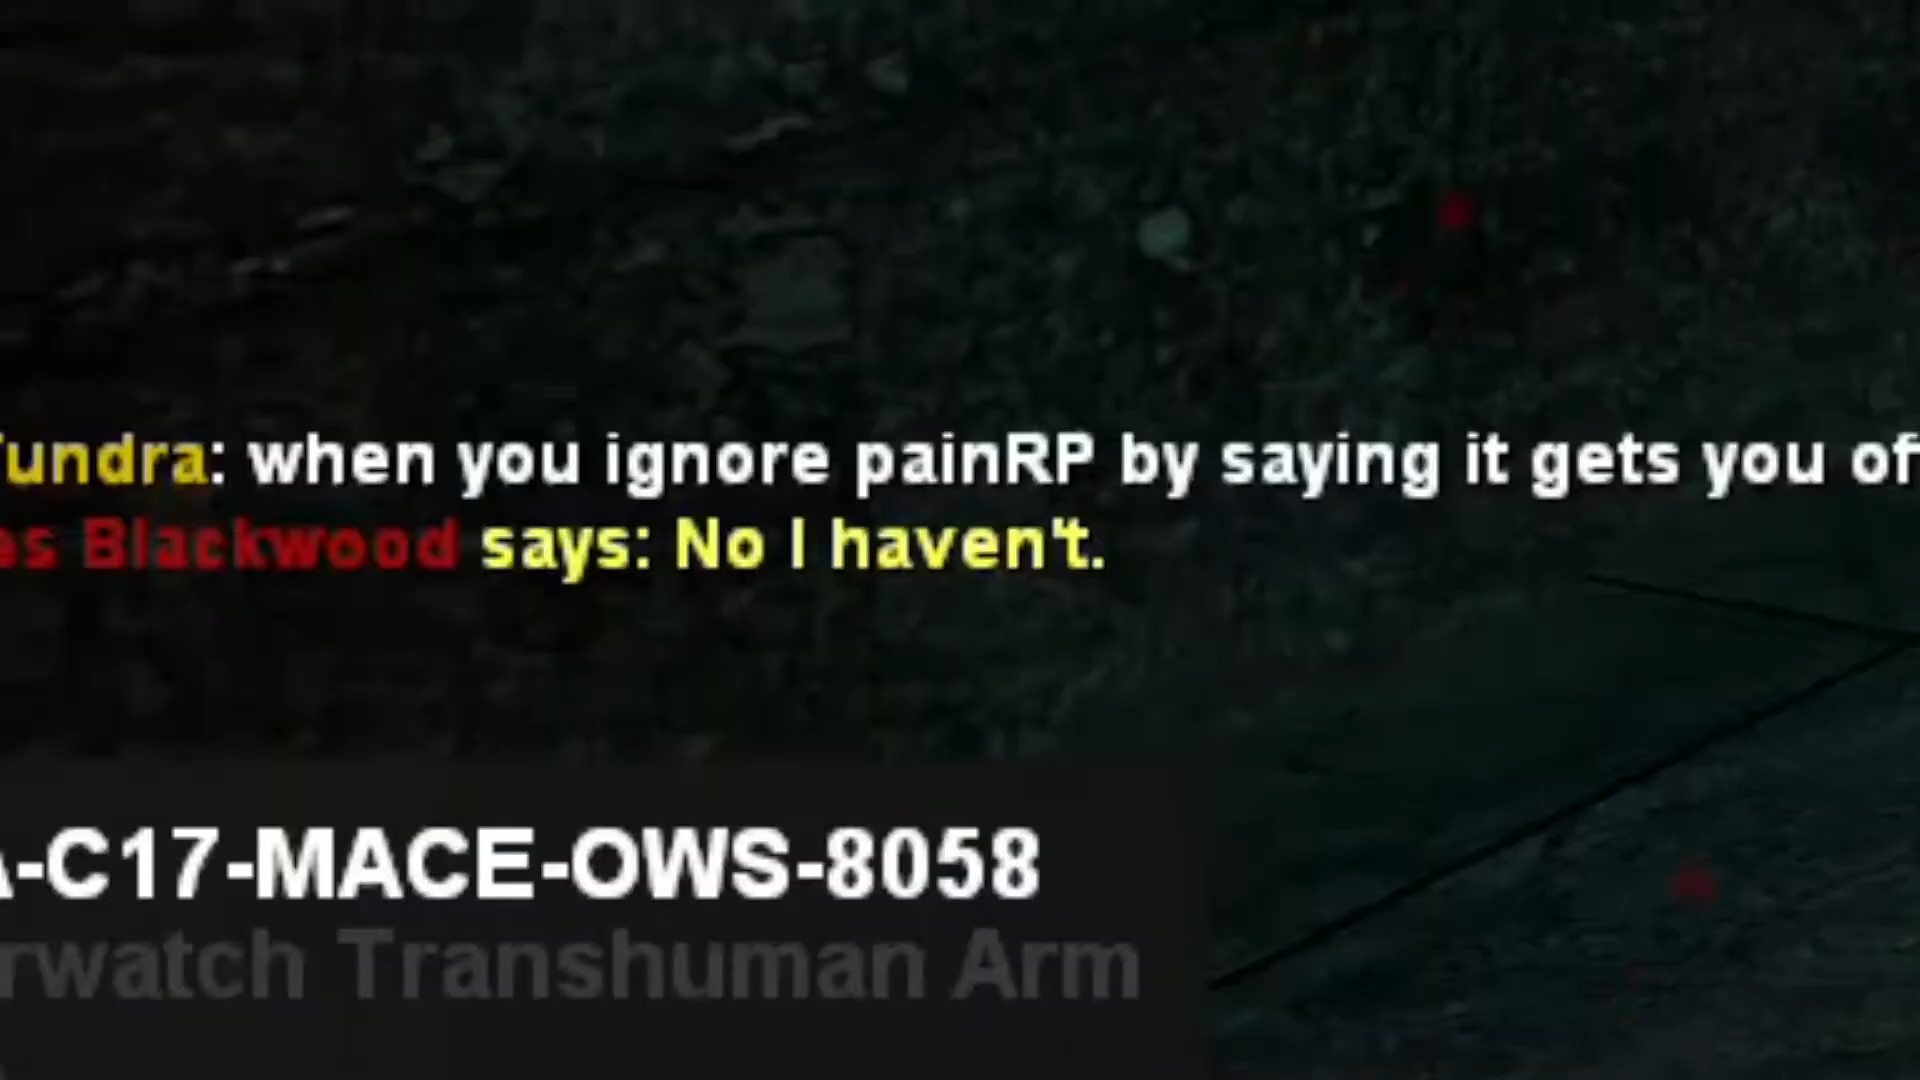 Tundra: when you ignore painRP by saying it gets you of
es Blackwood says: No I haven't.
A-C17-MACE-OWS-8058
rwatch Transhuman Arm